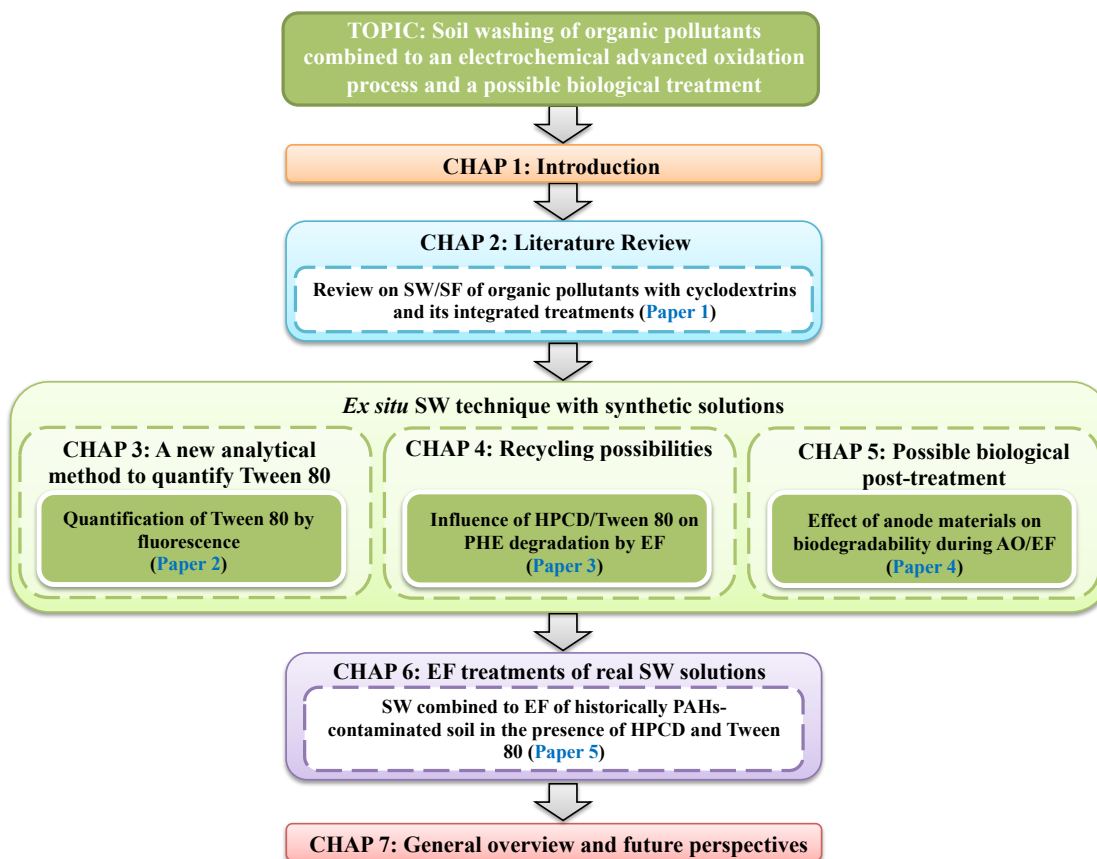 TOPIC: Soil washing of organic pollutants
combined to an electrochemical advanced oxidation
process and a possible biological treatment
CHAP 1: Introduction
CHAP 2: Literature Review
Review on SW/SF of organic pollutants with cyclodextrins
and its integrated treatments (Paper 1)
Ex situ SW technique with synthetic solutions
CHAP 3: A new analytical
method to quantify Tween 80
Quantification of Tween 80 by
fluorescence
(Paper 2)
CHAP 4: Recycling possibilities
Influence of HPCD/Tween 80 on
PHE degradation by EF
(Paper 3)
CHAP 5: Possible biological
post-treatment
Effect of anode materials on
biodegradability during AO/EF
(Paper 4)
CHAP 6: EF treatments of real SW solutions
SW combined to EF of historically PAHs-
contaminated soil in the presence of HPCD and Tween
80 (Paper 5)
CHAP 7: General overview and future perspectives